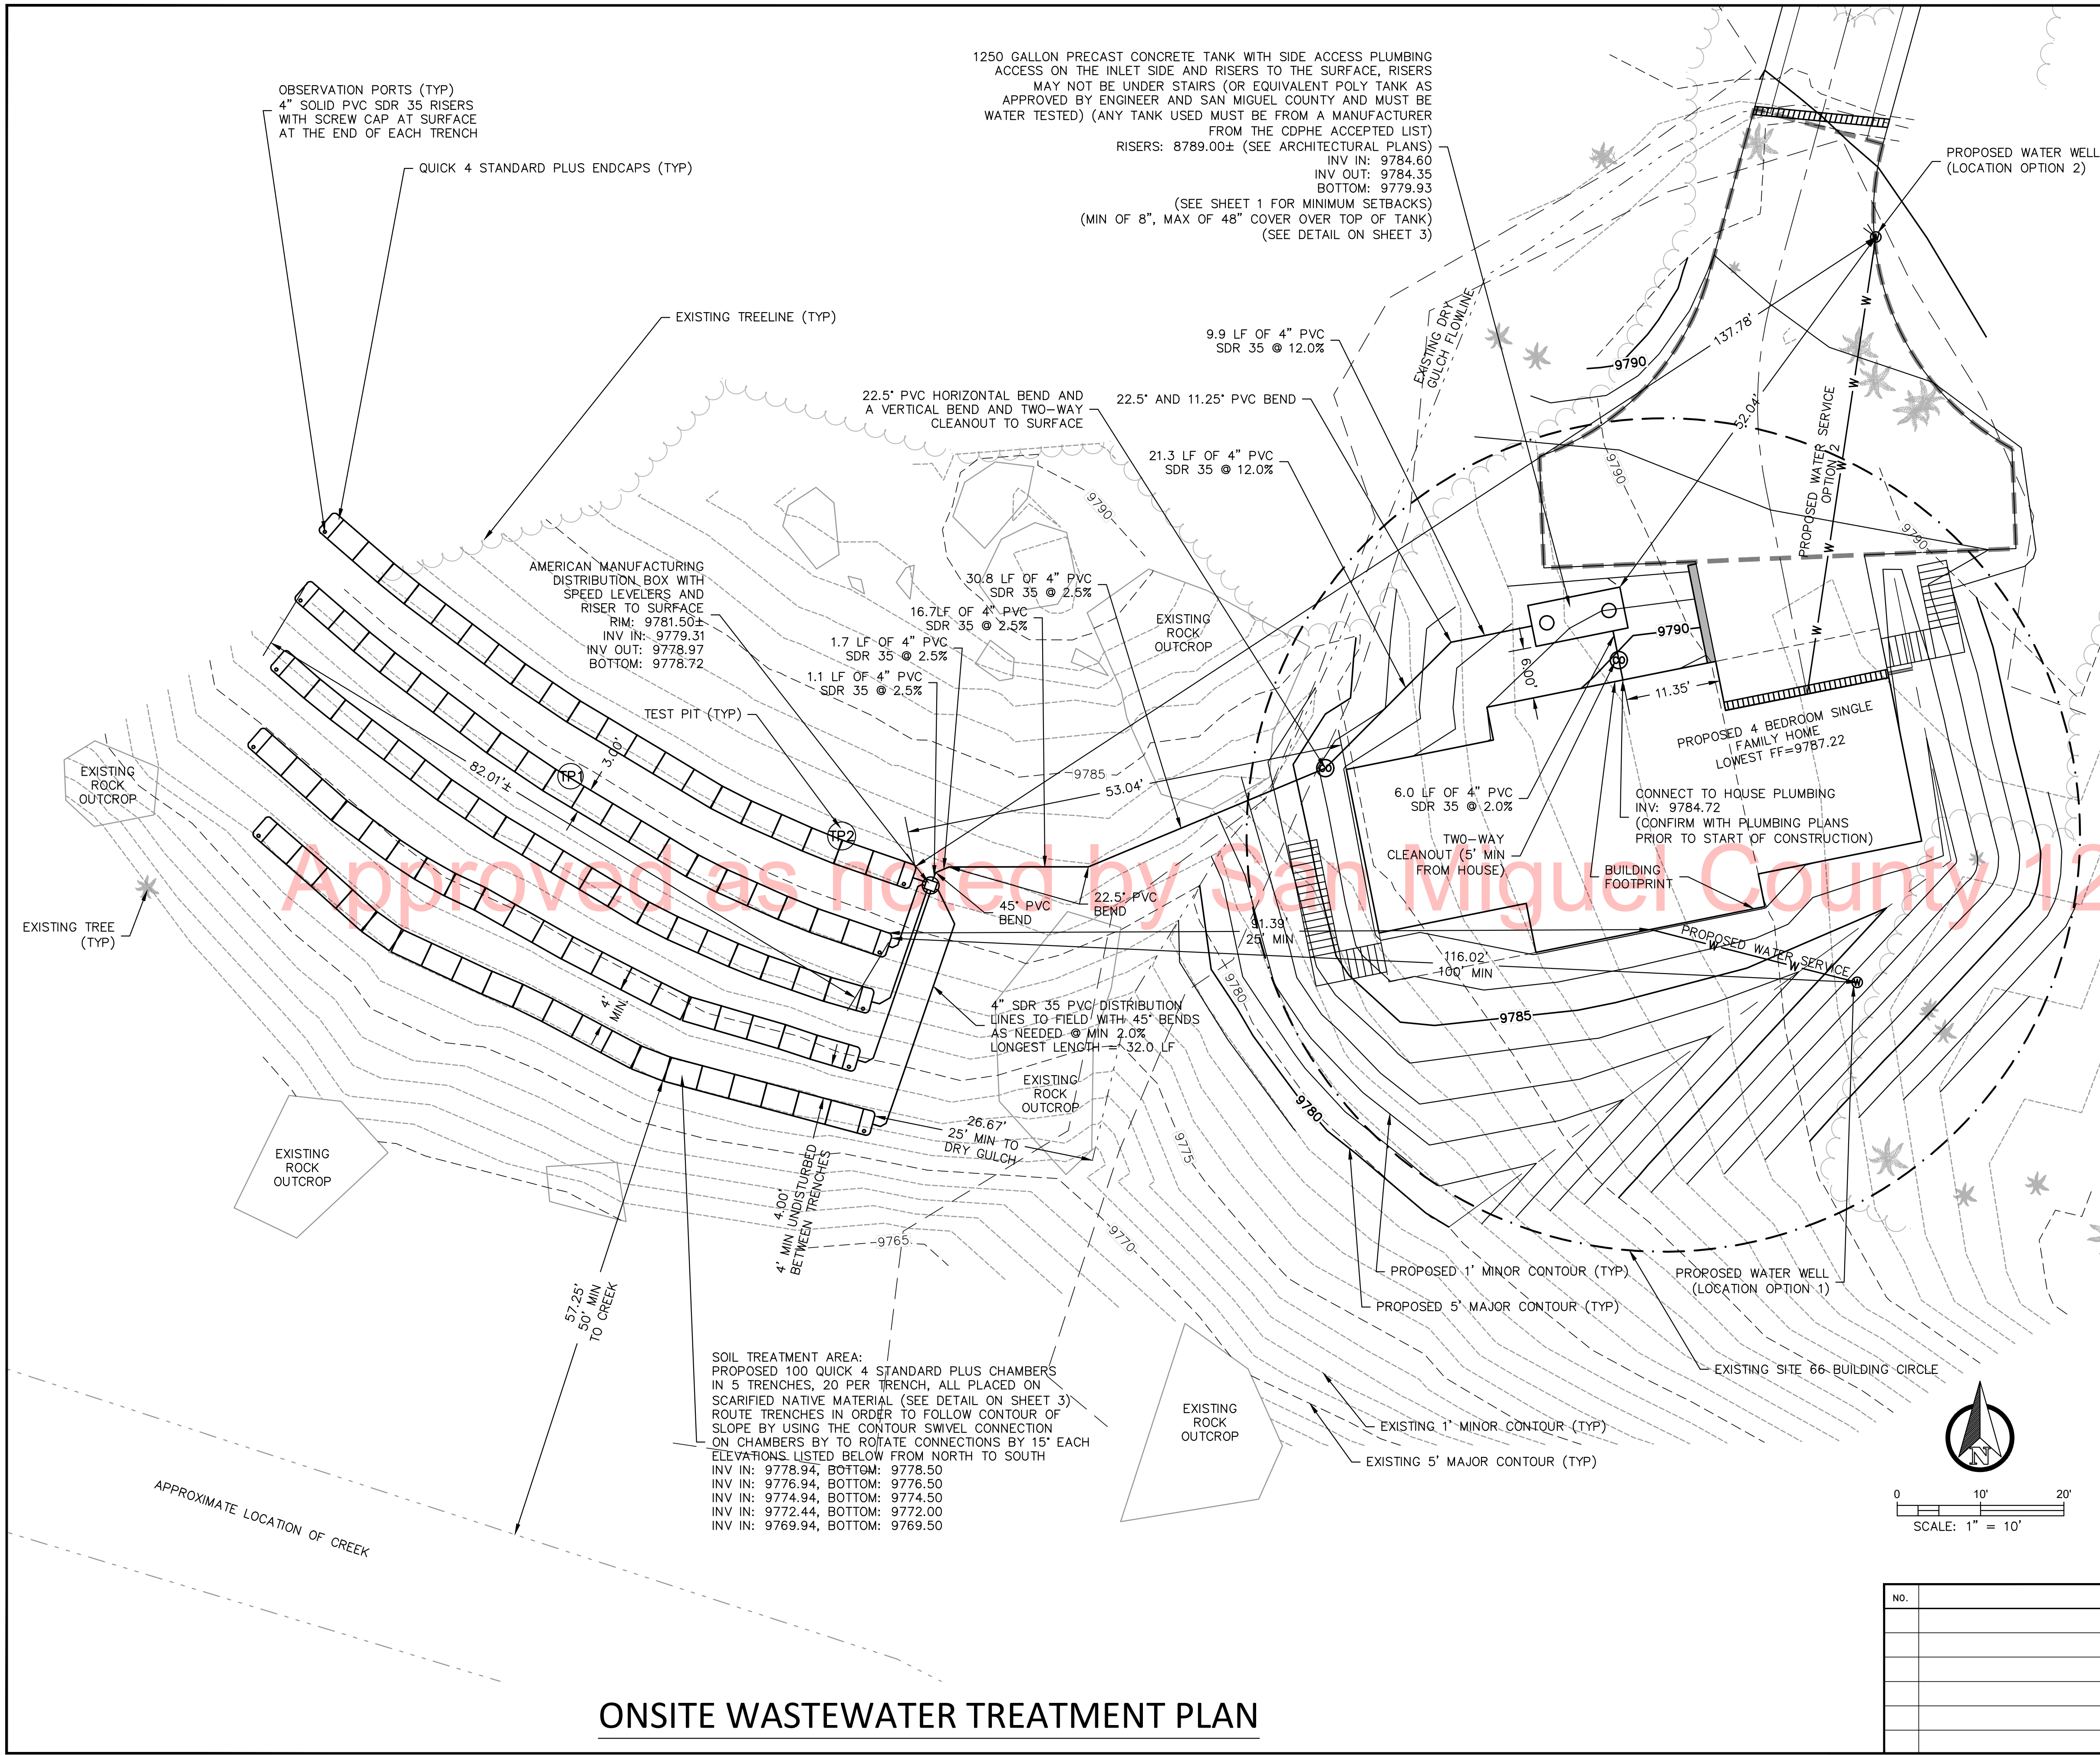 1250 GALLON PRECAST CONCRETE TANK WITH SIDE ACCESS PLUMBING
ACCESS ON THE INLET SIDE AND RISERS TO THE SURFACE, RISERS
MAY NOT BE UNDER STAIRS (OR EQUIVALENT POLY TANK AS
APPROVED BY ENGINEER AND SAN MIGUEL COUNTY AND MUST BE
WATER TESTED) (ANY TANK USED MUST BE FROM A MANUFACTURER
FROM THE CDPHE ACCEPTED LIST)
RISERS: 8789.00± (SEE ARCHITECTURAL PLANS)
INV IN: 9784.60
INV OUT: 9784.35
BOTTOM: 9779.93
(SEE SHEET 1 FOR MINIMUM SETBACKS)
(MIN OF 8", MAX OF 48" COVER OVER TOP OF TANK)
(SEE DETAIL ON SHEET 3)
OBSERVATION PORTS (TYP)
4" SOLID PVC SDR 35 RISERS
WITH SCREW CAP AT SURFACE
AT THE END OF EACH TRENCH
QUICK 4 STANDARD PLUS ENDCAPS (TYP)
PROPOSED WATER WELL
(LOCATION OPTION 2)
EXISTING TREELINE (TYP)
EXISTING DRY
GULCH FLOWLINE
9.9 LF OF 4" PVC
SDR 35 @ 12.0%
137.78'
9790
22.5° PVC HORIZONTAL BEND AND
A VERTICAL BEND AND TWO-WAY
CLEANOUT TO SURFACE
22.5° AND 11.25° PVC BEND
52.04'
PROPOSED WATER SERVICE
OPTION 2
W
W
W
W
W
21.3 LF OF 4" PVC
SDR 35 @ 12.0%
9790
9790
9790
AMERICAN MANUFACTURING
DISTRIBUTION BOX WITH
SPEED LEVELERS AND
RISER TO SURFACE
RIM: 9781.50±
INV IN: 9779.31
INV OUT: 9778.97
BOTTOM: 9778.72
30.8 LF OF 4" PVC
SDR 35 @ 2.5%
16.7LF OF 4" PVC
SDR 35 @ 2.5%
1.7 LF OF 4" PVC
SDR 35 @ 2.5%
1.1 LF OF 4" PVC
SDR 35 @ 2.5%
EXISTING
ROCK
OUTCROP
9790
6.00'
11.35'
TEST PIT (TYP)
PROPOSED 4 BEDROOM SINGLE
FAMILY HOME
LOWEST FF=9787.22
EXISTING
ROCK
OUTCROP
82.01'±
TP1
3.00'
9785
53.04'
TP2
6.0 LF OF 4" PVC
SDR 35 @ 2.0%
CONNECT TO HOUSE PLUMBING
INV: 9784.72
(CONFIRM WITH PLUMBING PLANS
PRIOR TO START OF CONSTRUCTION)
TWO-WAY
CLEANOUT (5' MIN
FROM HOUSE)
BUILDING
FOOTPRINT
Approved as noted by San Miguel County 12
45° PVC
BEND
22.5° PVC
BEND
EXISTING TREE
(TYP)
91.39'
25' MIN
116.02'
100' MIN
PROPOSED WATER SERVICE
W
W
W
9780
9785
4' MIN.
4" SDR 35 PVC DISTRIBUTION
LINES TO FIELD WITH 45° BENDS
AS NEEDED @ MIN 2.0%
LONGEST LENGTH = 32.0 LF
EXISTING
ROCK
OUTCROP
9780
26.67'
25' MIN TO
DRY GULCH
9775
EXISTING
ROCK
OUTCROP
4.00'
4' MIN UNDISTURBED
BETWEEN TRENCHES
9765
9770
57.25'
50' MIN
TO CREEK
PROPOSED 1' MINOR CONTOUR (TYP)
PROPOSED WATER WELL
(LOCATION OPTION 1)
PROPOSED 5' MAJOR CONTOUR (TYP)
EXISTING SITE 66 BUILDING CIRCLE
SOIL TREATMENT AREA:
PROPOSED 100 QUICK 4 STANDARD PLUS CHAMBERS
IN 5 TRENCHES, 20 PER TRENCH, ALL PLACED ON
SCARIFIED NATIVE MATERIAL (SEE DETAIL ON SHEET 3)
ROUTE TRENCHES IN ORDER TO FOLLOW CONTOUR OF
SLOPE BY USING THE CONTOUR SWIVEL CONNECTION
ON CHAMBERS BY TO ROTATE CONNECTIONS BY 15° EACH
ELEVATIONS LISTED BELOW FROM NORTH TO SOUTH
INV IN: 9778.94, BOTTOM: 9778.50
INV IN: 9776.94, BOTTOM: 9776.50
INV IN: 9774.94, BOTTOM: 9774.50
INV IN: 9772.44, BOTTOM: 9772.00
INV IN: 9769.94, BOTTOM: 9769.50
EXISTING
ROCK
OUTCROP
EXISTING 1' MINOR CONTOUR (TYP)
EXISTING 5' MAJOR CONTOUR (TYP)
N
0 10' 20'
SCALE: 1" = 10'
APPROXIMATE LOCATION OF CREEK
NO.
ONSITE WASTEWATER TREATMENT PLAN